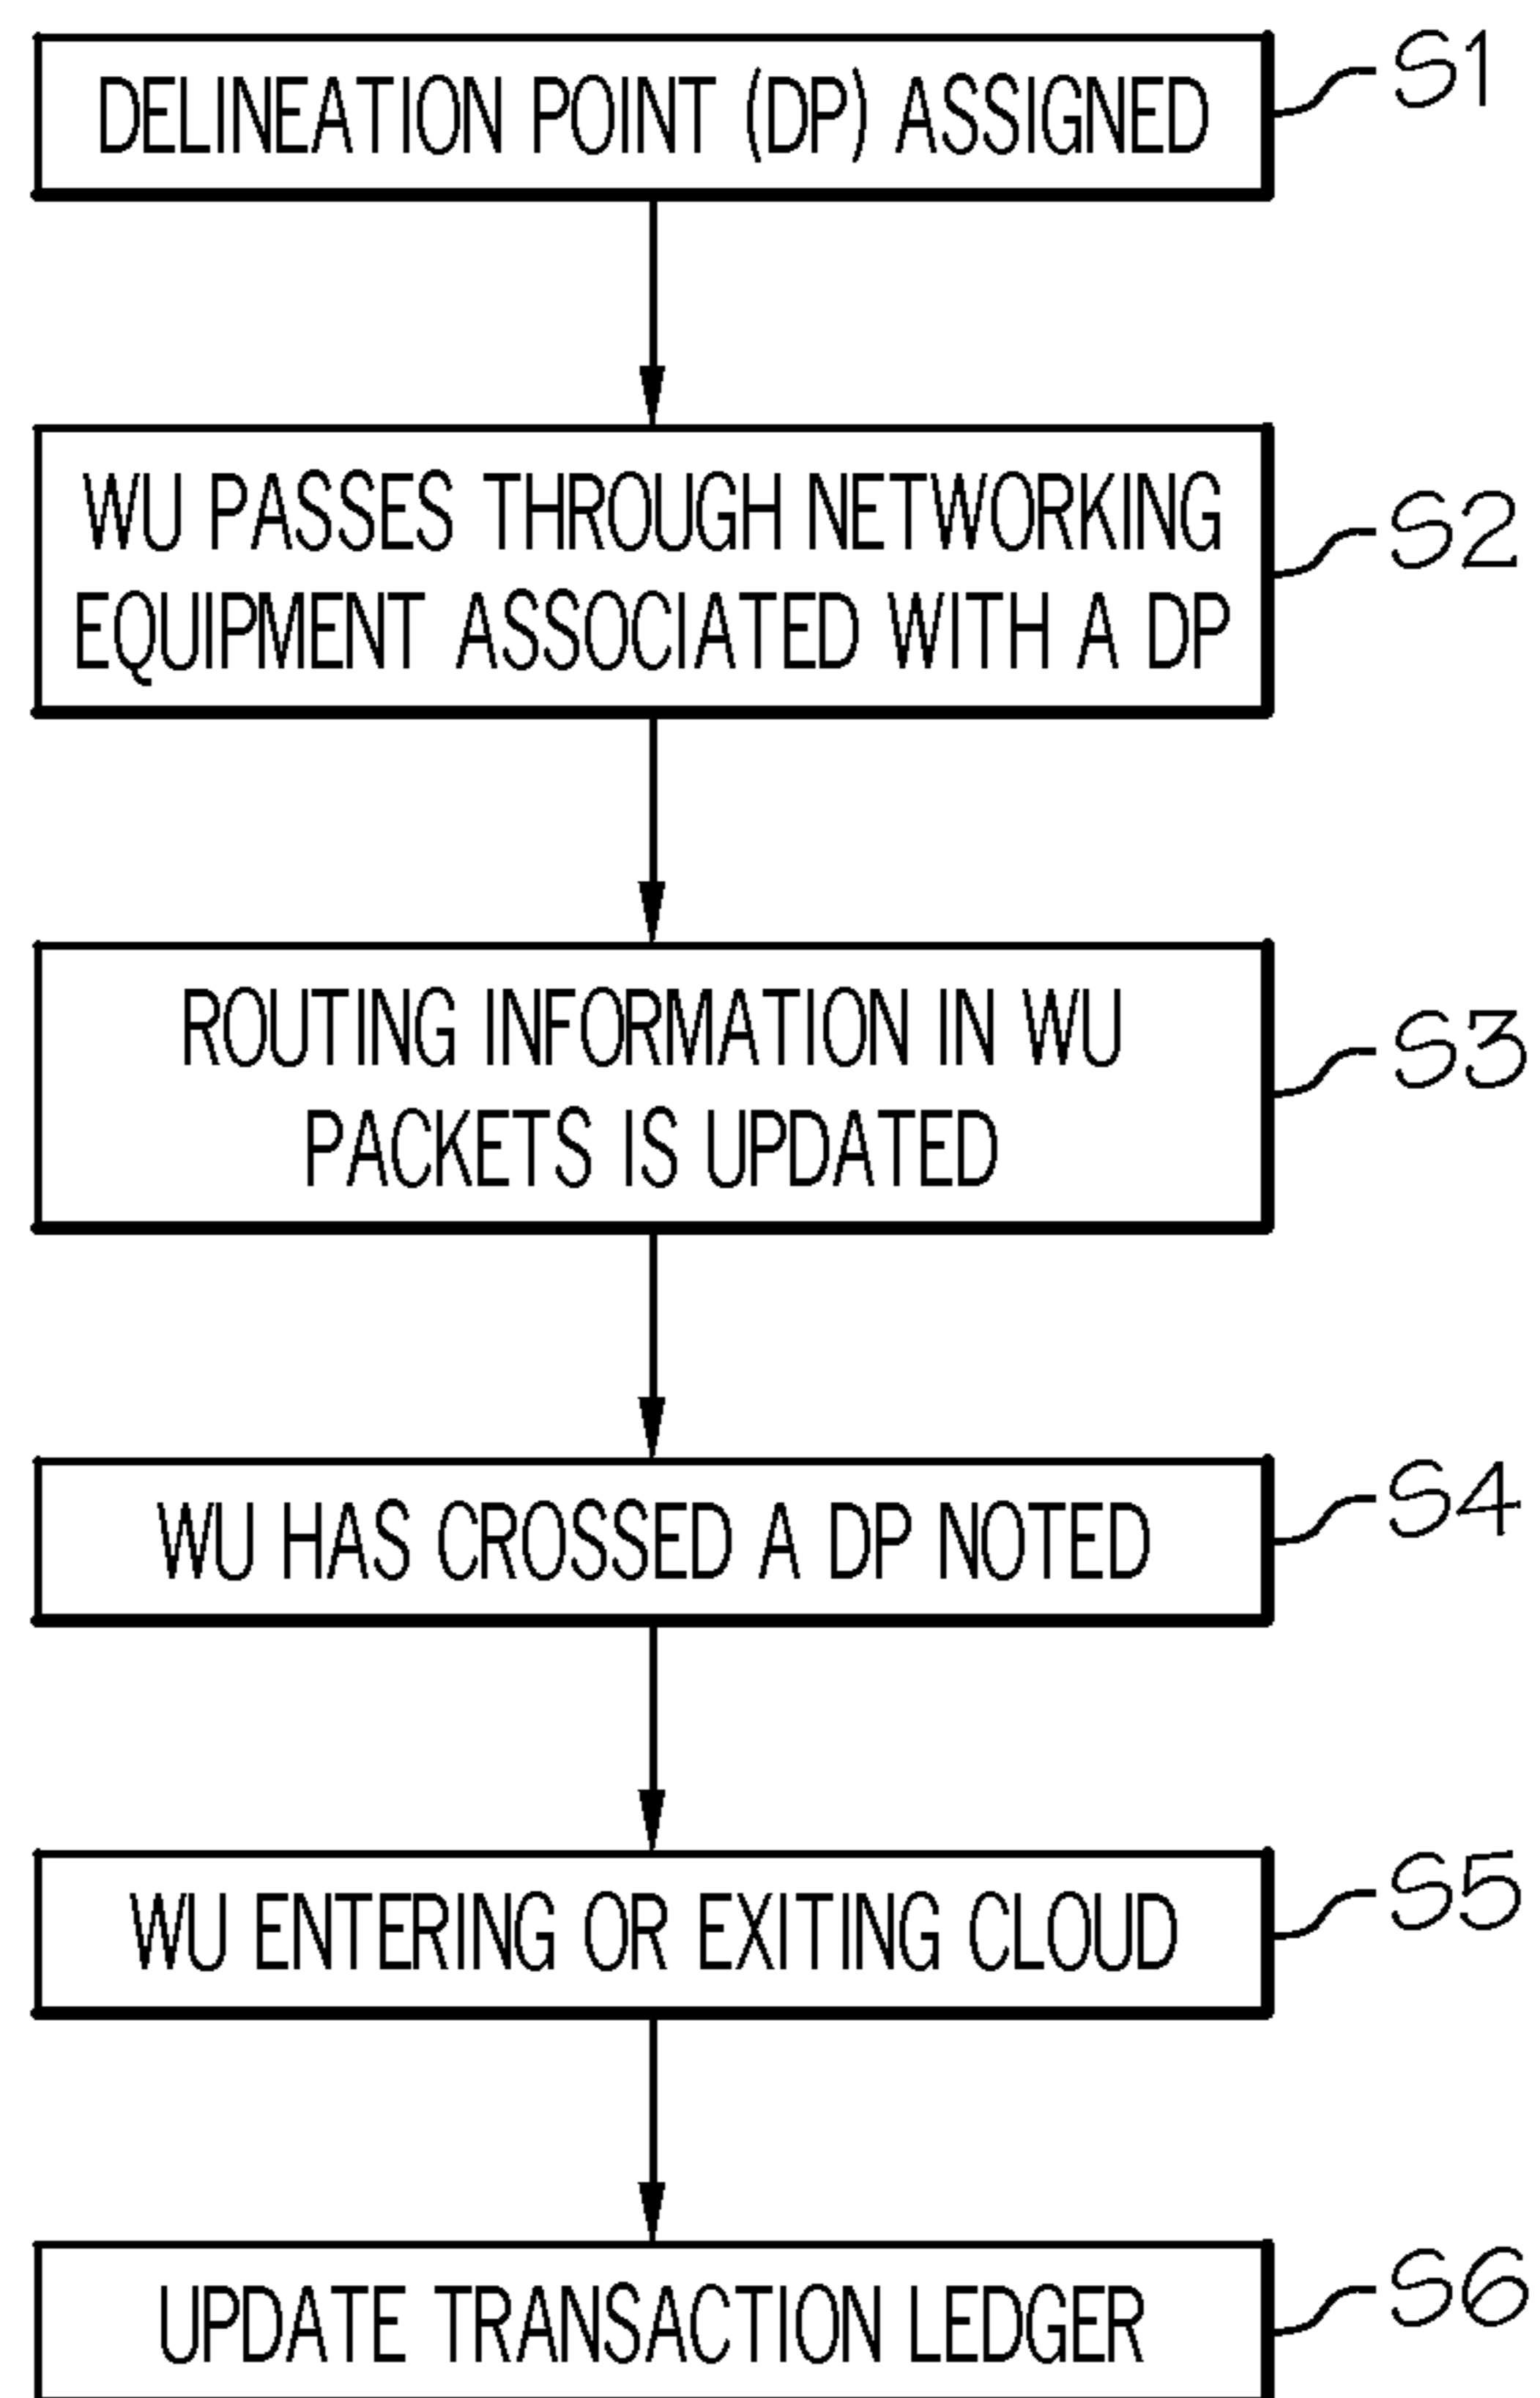 DELINEATION POINT (DP) ASSIGNED
S1
WU PASSES THROUGH NETWORKING
EQUIPMENT ASSOCIATED WITH A DP
S2
ROUTING INFORMATION IN WU
PACKETS IS UPDATED
S3
WU HAS CROSSED A DP NOTED
S4
WU ENTERING OR EXITING CLOUD
S5
UPDATE TRANSACTION LEDGER
S6